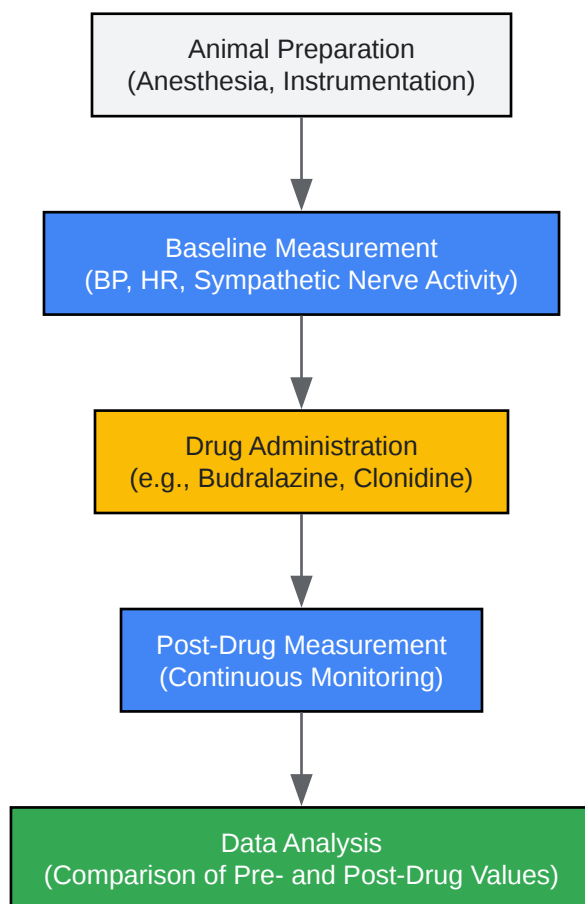 Animal Preparation
(Anesthesia, Instrumentation)
Baseline Measurement
(BP, HR, Sympathetic Nerve Activity)
Drug Administration
(e.g., Budralazine, Clonidine)
Post-Drug Measurement
(Continuous Monitoring)
Data Analysis
(Comparison of Pre- and Post-Drug Values)